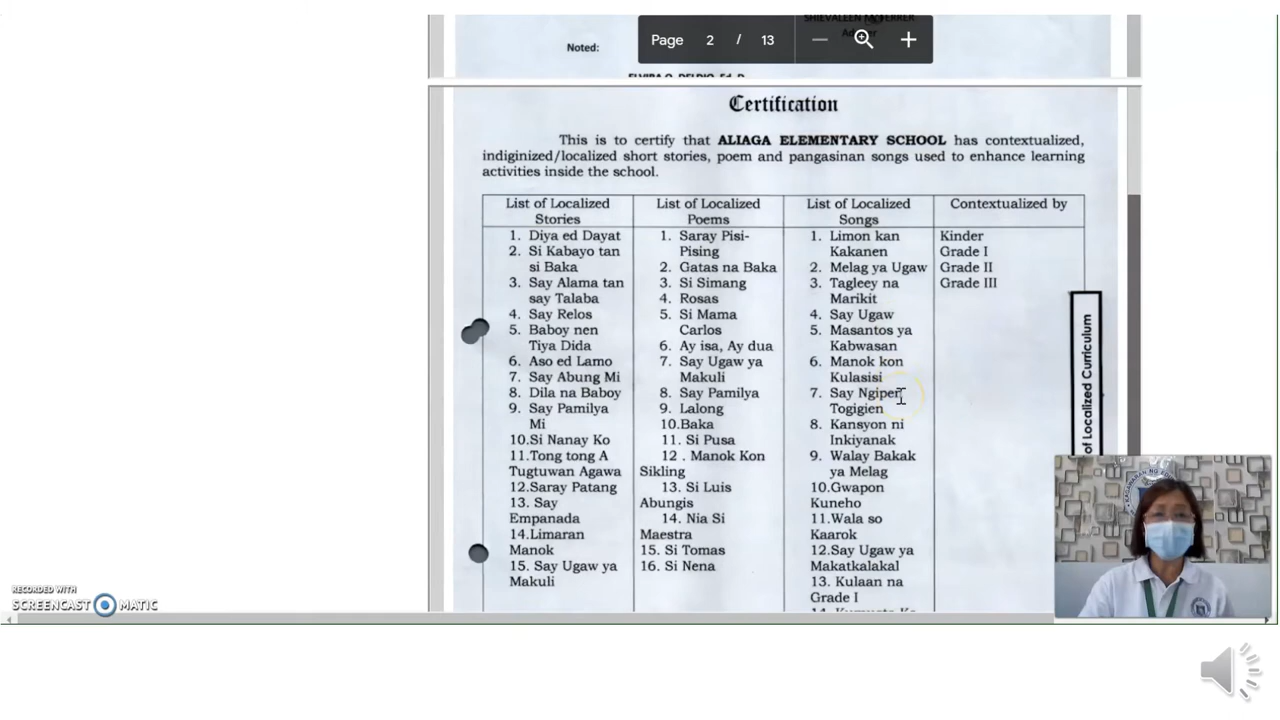 SHIEVALEEN
Noted:
Page 2 / 13
Certification
This is to certify that ALIAGA ELEMENTARY SCHOOL has contextualized,
indiginized/localized short stories, poem and pangasinan songs used to enhance learning
activities inside the school.
List of Localized
Stories
1. Diya ed Dayat
2. Si Kabayo tan
si Baka
3. Say Alama tan
say Talaba
4. Say Relos
5. Baboy nen
Tiya Dida
6. Aso ed Lamo
7. Say Abung Mi
8. Dila na Baboy
9. Say Pamilya
Mi
10.Si Nanay Ko
11.Tong tong A
Tugtuwan Agawa
12.Saray Patang
13. Say
Empanada
14.Limaran
Manok
15. Say Ugaw ya
Makuli
List of Localized
Poems
1. Saray Pisi-
Pising
2. Gatas na Baka
3. Si Simang
4. Rosas
5. Si Mama
Carlos
6. Ay isa, Ay dua
7. Say Ugaw ya
Makuli
8. Say Pamilya
9. Lalong
10.Baka
11. Si Pusa
12 . Manok Kon
Sikling
13. Si Luis
Abungis
14. Nia Si
Maestra
15. Si Tomas
16. Si Nena
List of Localized
Songs
1. Limon kan
Kakanen
2. Melag ya Ugaw
3. Tagleey na
Marikit
4. Say Ugaw
5. Masantos ya
Kabwasan
6. Manok kon
Kulasisi
7. Say Ngipen
Togigien
8. Kansyon ni
Inkiyanak
9. Walay Bakak
ya Melag
10.Gwapon
Kuneho
11.Wala so
Kaarok
12.Say Ugaw ya
Makatkalakal
13. Kulaan na
Grade I
Contextualized by
Kinder
Grade I
Grade II
Grade III
of Localized Curriculum
KAGAWARAN NG
RECORDED WITH
SCREENCAST MATIC